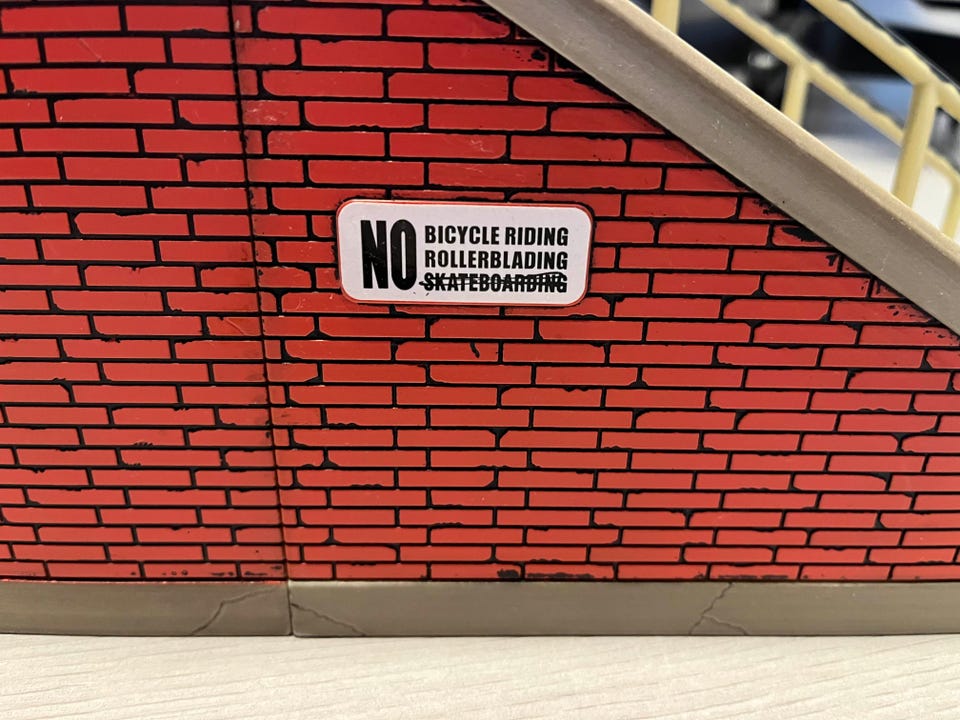 NO
BICYCLE RIDING
ROLLERBLADING
SKATEBOARDING